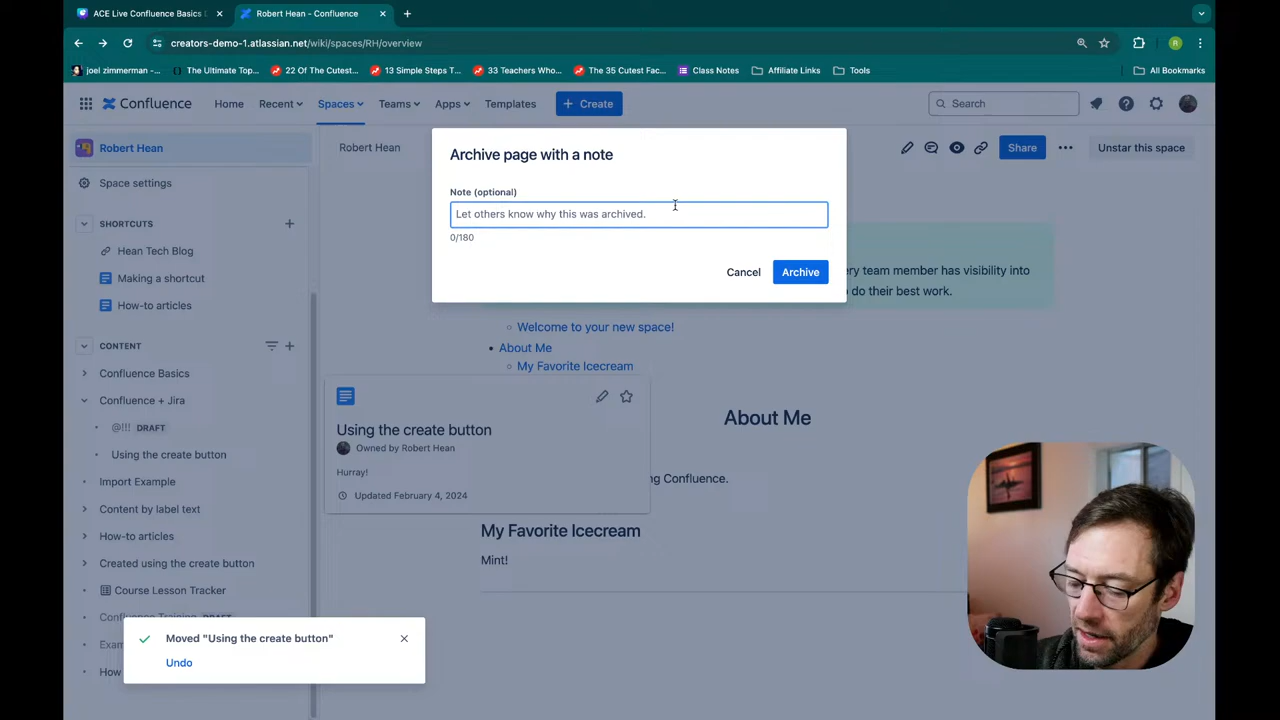 ACE Live Confluence Basics
Robert Hean - Confluence
creators-demo-1.atlassian.net/wiki/spaces/RH/overview
R
joel zimmerman -...
The Ultimate Top...
22 Of The Cutest...
13 Simple Steps T...
33 Teachers Who...
The 35 Cutest Fac...
Class Notes
Affiliate Links
Tools
All Bookmarks
Confluence
Home
Recent
Spaces
Teams
Apps
Templates
+ Create
Search
Robert Hean
Space settings
SHORTCUTS
Hean Tech Blog
Making a shortcut
How-to articles
CONTENT
Confluence Basics
Confluence + Jira
@!!! DRAFT
Using the create button
Import Example
Content by label text
How-to articles
Created using the create button
Course Lesson Tracker
Confluence Training DRAFT
Exam
How
Robert Hean
Share
Unstar this space
Archive page with a note
Note (optional)
Let others know why this was archived.
0/180
Cancel
Archive
ery team member has visibility into
do their best work.
Welcome to your new space!
About Me
My Favorite Icecream
Using the create button
Owned by Robert Hean
Hurray!
Updated February 4, 2024
About Me
ng Confluence.
My Favorite Icecream
Mint!
Moved "Using the create button"
Undo